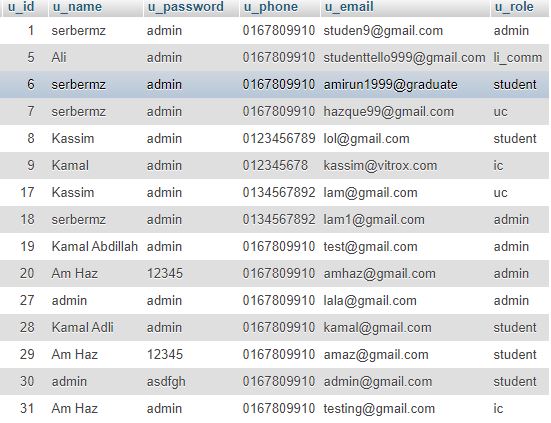 u_id u_name u_password u_phone u_email u_role
1 serbermz admin 0167809910 studen9@gmail.com admin
5 Ali admin 0167809910 studenttello999@gmail.com li_comm
6 serbermz admin 0167809910 amirun1999@graduate student
7 serbermz admin 0167809910 hazque99@gmail.com uc
8 Kassim admin 0123456789 lol@gmail.com student
9 Kamal admin 012345678 kassim@vitrox.com ic
17 Kassim admin 0134567892 lam@gmail.com uc
18 serbermz admin 0134567892 lam1@gmail.com admin
19 Kamal Abdillah admin 0167809910 test@gmail.com admin
20 Am Haz 12345 0167809910 amhaz@gmail.com admin
27 admin admin 0167809910 lala@gmail.com admin
28 Kamal Adli admin 0167809910 kamal@gmail.com student
29 Am Haz 12345 0167809910 amaz@gmail.com student
30 admin asdfgh 0167809910 admin@gmail.com student
31 Am Haz admin 0167809910 testing@gmail.com ic